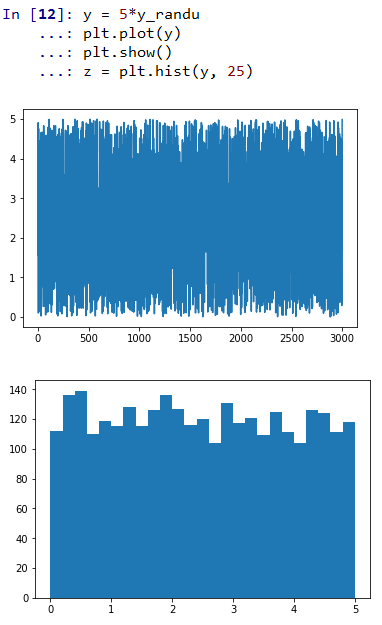 In [12]: y = 5*y_randu
...: plt.plot(y)
...: plt.show()
...: z = plt.hist(y, 25)
5
4
3
2
1
0
0 500 1000 1500 2000 2500 3000
140
120
100
80
60
40
20
0
0 1 2 3 4 5